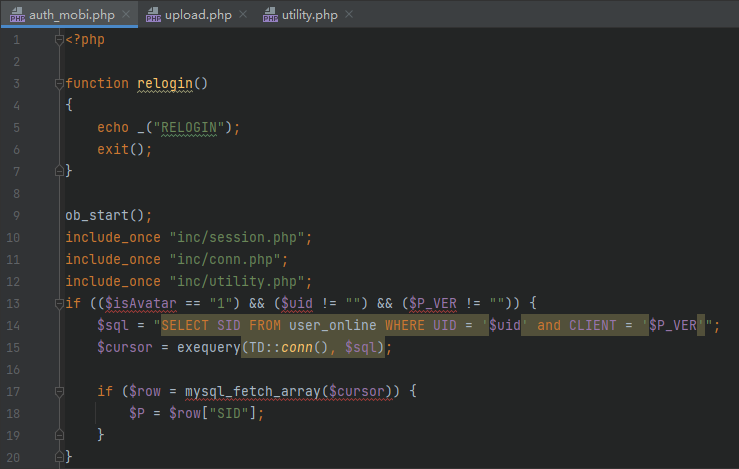 auth_mobi.php
upload.php
utility.php
1 <?php
2
3 function relogin()
4 {
5 echo _("RELOGIN");
6 exit();
7 }
8
9 ob_start();
10 include_once "inc/session.php";
11 include_once "inc/conn.php";
12 include_once "inc/utility.php";
13 if (($isAvatar == "1") && ($uid != "") && ($P_VER != "")) {
14 $sql = "SELECT SID FROM user_online WHERE UID = '$uid' and CLIENT = '$P_VER'";
15 $cursor = exequery(TD::conn(), $sql);
16
17 if ($row = mysql_fetch_array($cursor)) {
18 $P = $row["SID"];
19 }
20 }